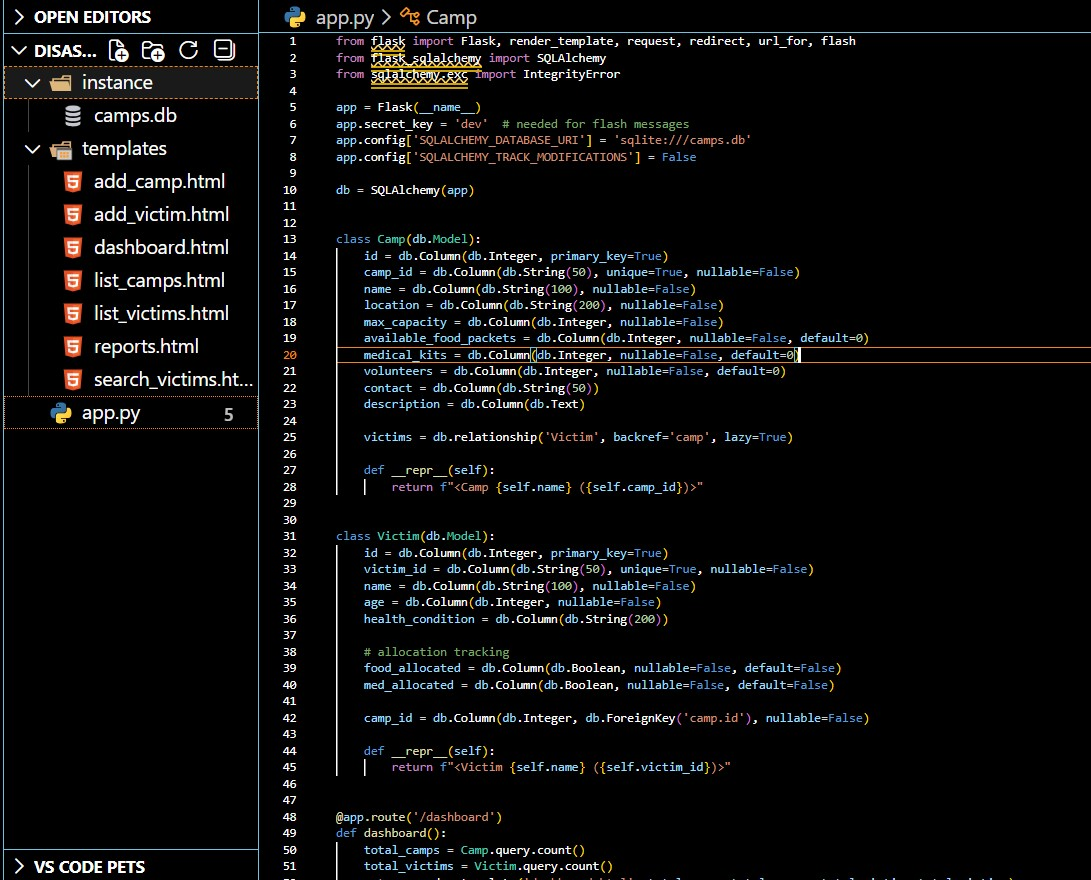 OPEN EDITORS
DISAS...
instance
camps.db
templates
add_camp.html
add_victim.html
dashboard.html
list_camps.html
list_victims.html
reports.html
search_victims.ht...
app.py 5
VS CODE PETS
app.py > Camp
1 from flask import Flask, render_template, request, redirect, url_for, flash
2 from flask_sqlalchemy import SQLAlchemy
3 from sqlalchemy.exc import IntegrityError
4
5 app = Flask(__name__)
6 app.secret_key = 'dev'  # needed for flash messages
7 app.config['SQLALCHEMY_DATABASE_URI'] = 'sqlite:///camps.db'
8 app.config['SQLALCHEMY_TRACK_MODIFICATIONS'] = False
9
10 db = SQLAlchemy(app)
11
12
13 class Camp(db.Model):
14     id = db.Column(db.Integer, primary_key=True)
15     camp_id = db.Column(db.String(50), unique=True, nullable=False)
16     name = db.Column(db.String(100), nullable=False)
17     location = db.Column(db.String(200), nullable=False)
18     max_capacity = db.Column(db.Integer, nullable=False)
19     available_food_packets = db.Column(db.Integer, nullable=False, default=0)
20     medical_kits = db.Column(db.Integer, nullable=False, default=0)
21     volunteers = db.Column(db.Integer, nullable=False, default=0)
22     contact = db.Column(db.String(50))
23     description = db.Column(db.Text)
24
25     victims = db.relationship('Victim', backref='camp', lazy=True)
26
27     def __repr__(self):
28         return f"<Camp {self.name} ({self.camp_id})>"
29
30
31 class Victim(db.Model):
32     id = db.Column(db.Integer, primary_key=True)
33     victim_id = db.Column(db.String(50), unique=True, nullable=False)
34     name = db.Column(db.String(100), nullable=False)
35     age = db.Column(db.Integer, nullable=False)
36     health_condition = db.Column(db.String(200))
37
38     # allocation tracking
39     food_allocated = db.Column(db.Boolean, nullable=False, default=False)
40     med_allocated = db.Column(db.Boolean, nullable=False, default=False)
41
42     camp_id = db.Column(db.Integer, db.ForeignKey('camp.id'), nullable=False)
43
44     def __repr__(self):
45         return f"<Victim {self.name} ({self.victim_id})>"
46
47
48 @app.route('/dashboard')
49 def dashboard():
50     total_camps = Camp.query.count()
51     total_victims = Victim.query.count()